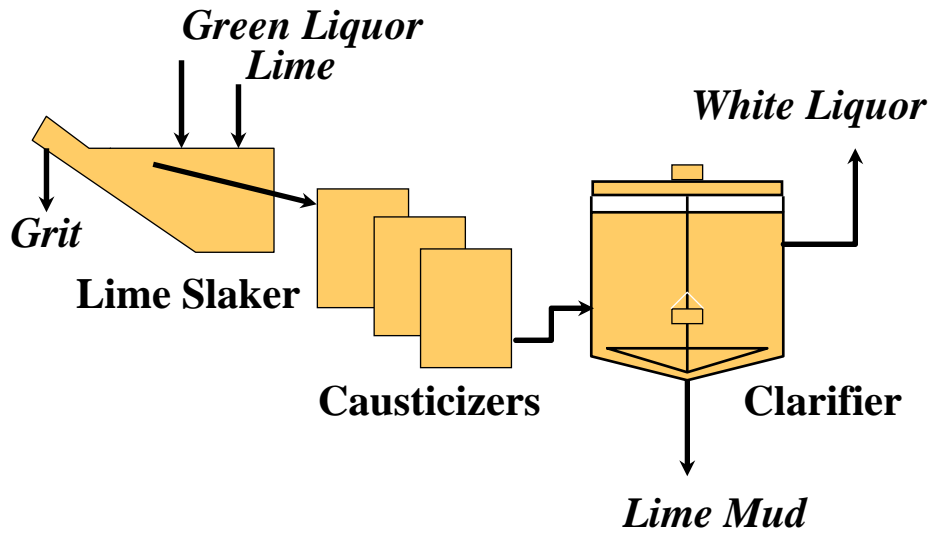 Green Liquor
Lime
White Liquor
Grit
Lime Slaker
Causticizers
Clarifier
Lime Mud